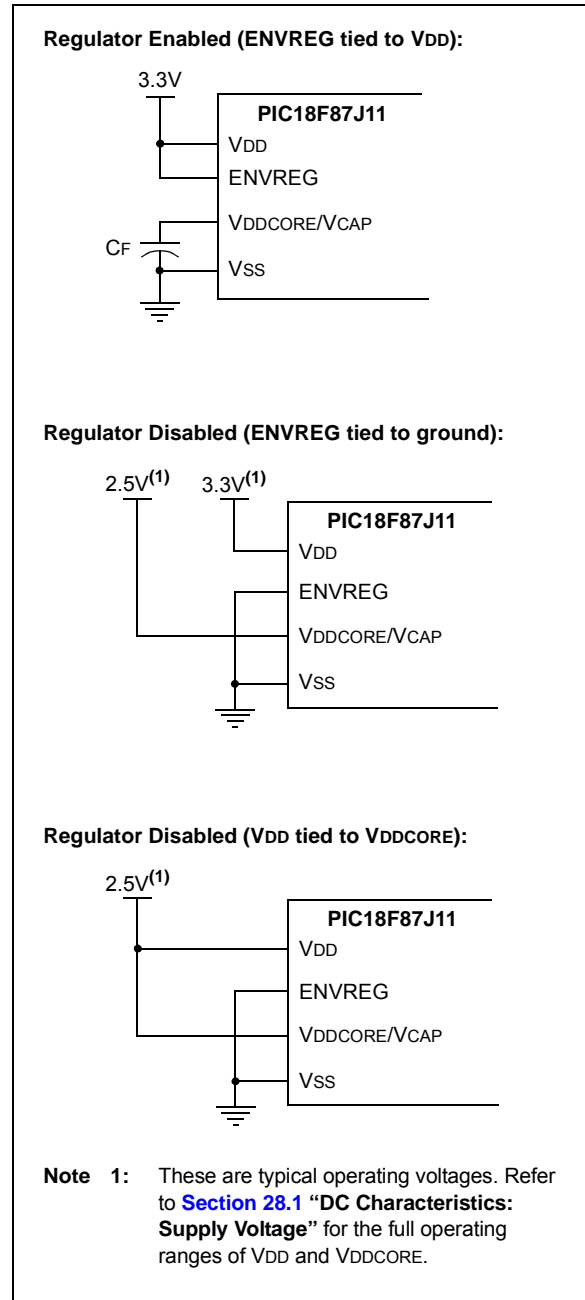 Regulator Enabled (ENVREG tied to VDD):
3.3V
PIC18F87J11
VDD
ENVREG
VDDCORE/VCAP
CF
VSS
Regulator Disabled (ENVREG tied to ground):
2.5V(1)
3.3V(1)
PIC18F87J11
VDD
ENVREG
VDDCORE/VCAP
VSS
Regulator Disabled (VDD tied to VDDCORE):
2.5V(1)
PIC18F87J11
VDD
ENVREG
VDDCORE/VCAP
VSS
Note 1: These are typical operating voltages. Refer
to Section 28.1 “DC Characteristics:
Supply Voltage” for the full operating
ranges of VDD and VDDCORE.